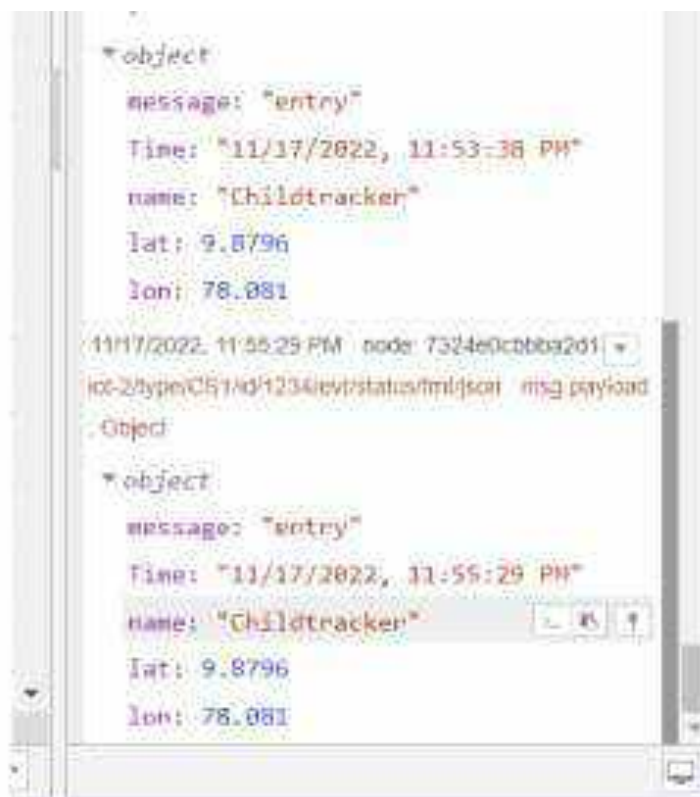 object
message: "entry"
Time: "11/17/2022, 11:53:38 PM"
name: "Childtracker"
lat: 9.8796
lon: 78.081
11/17/2022, 11:55:29 PM node: 7324e0cbbba2d1
msg.payload
: Object
object
message: "entry"
Time: "11/17/2022, 11:55:29 PM"
name: "Childtracker"
lat: 9.8796
lon: 78.081